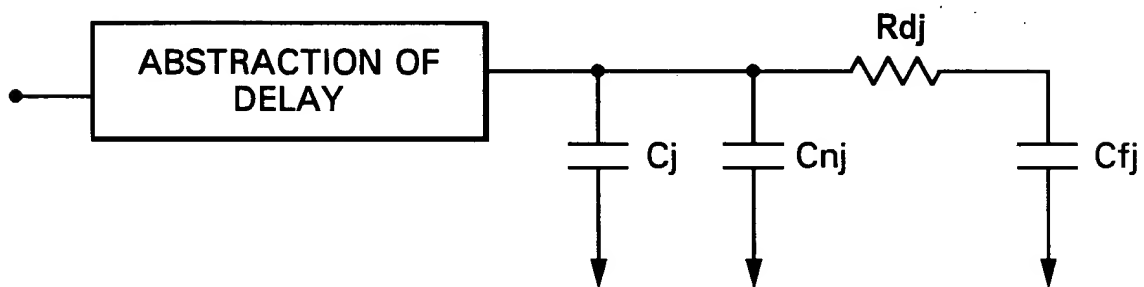 Rdj
ABSTRACTION OF
DELAY
Cj
Cnj
Cfj